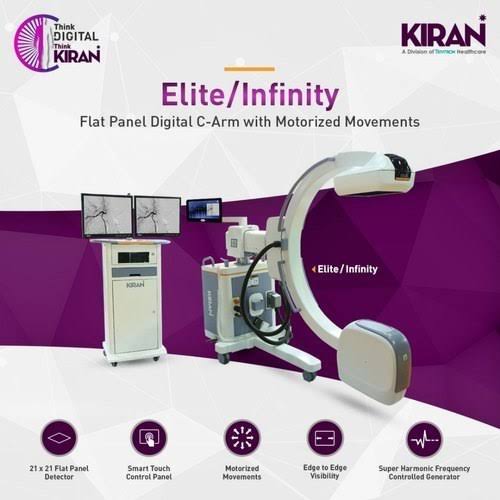 Think
DIGITAL
Think
KIRAN
KIRAN
A Division of TRIVITRON Healthcare
Elite/Infinity
Flat Panel Digital C-Arm with Motorized Movements
KIRAN
KIRAN
Elite/Infinity
21 x 21 Flat Panel
Detector
Smart Touch
Control Panel
Motorized
Movements
Edge to Edge
Visibility
Super Harmonic Frequency
Controlled Generator